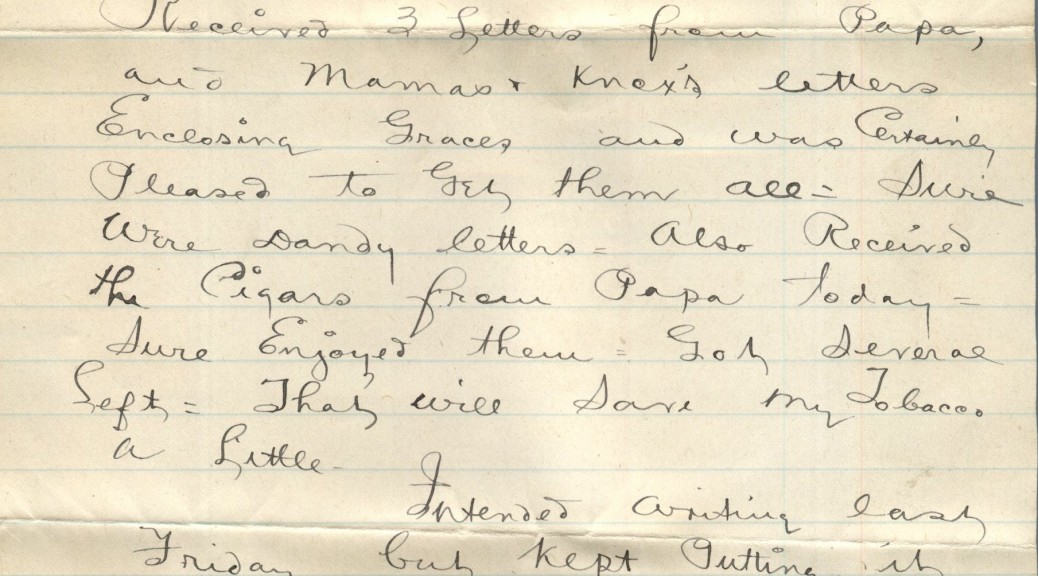 Received 3 Letters from Papa,
and Mamas & Knox's letters
Enclosing Graces and was Certainly
Pleased to Get them all = Sure
Were Dandy letters = Also Received
the Cigars from Papa today =
Sure Enjoyed them = Got Several
Left = That will Save my Tobacco
a Little -
Intended writing last
Friday but kept Putting it